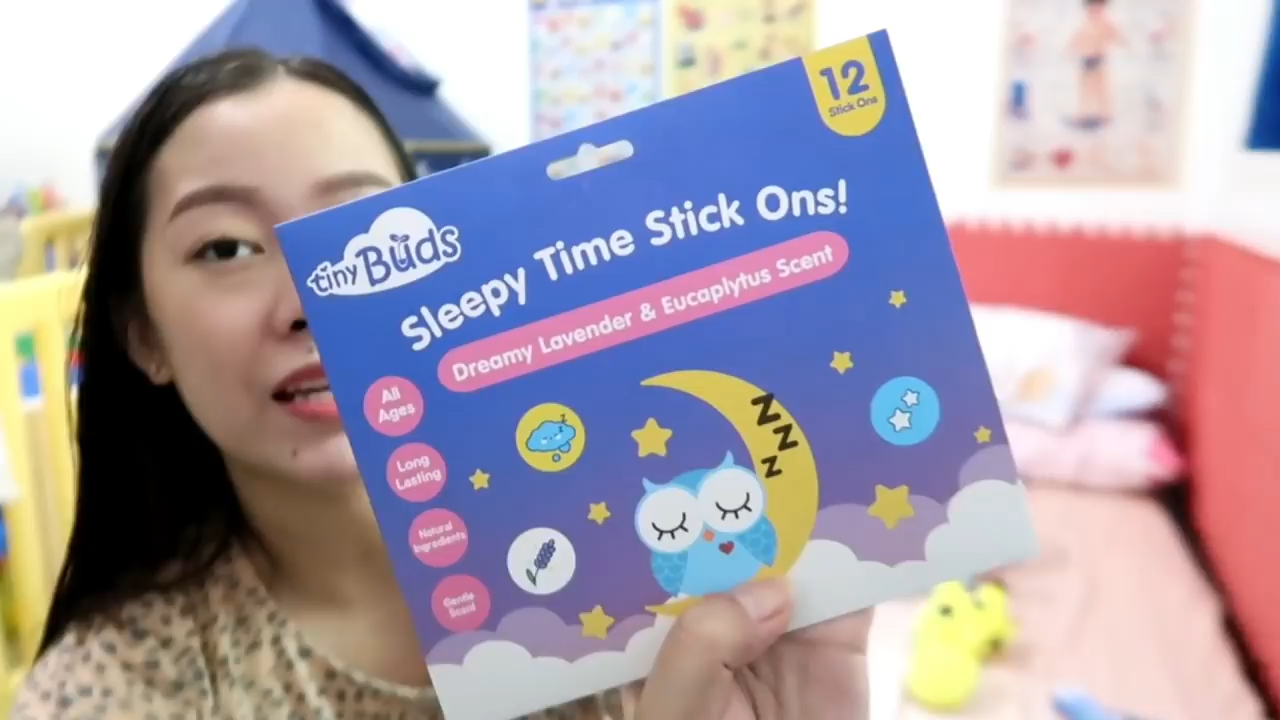 12
Stick Ons
tiny Buds
Sleepy Time Stick Ons!
Dreamy Lavender & Eucaplytus Scent
All
Ages
Long
Lasting
Natural
Ingredients
Gentle
Scent
Z
Z
Z